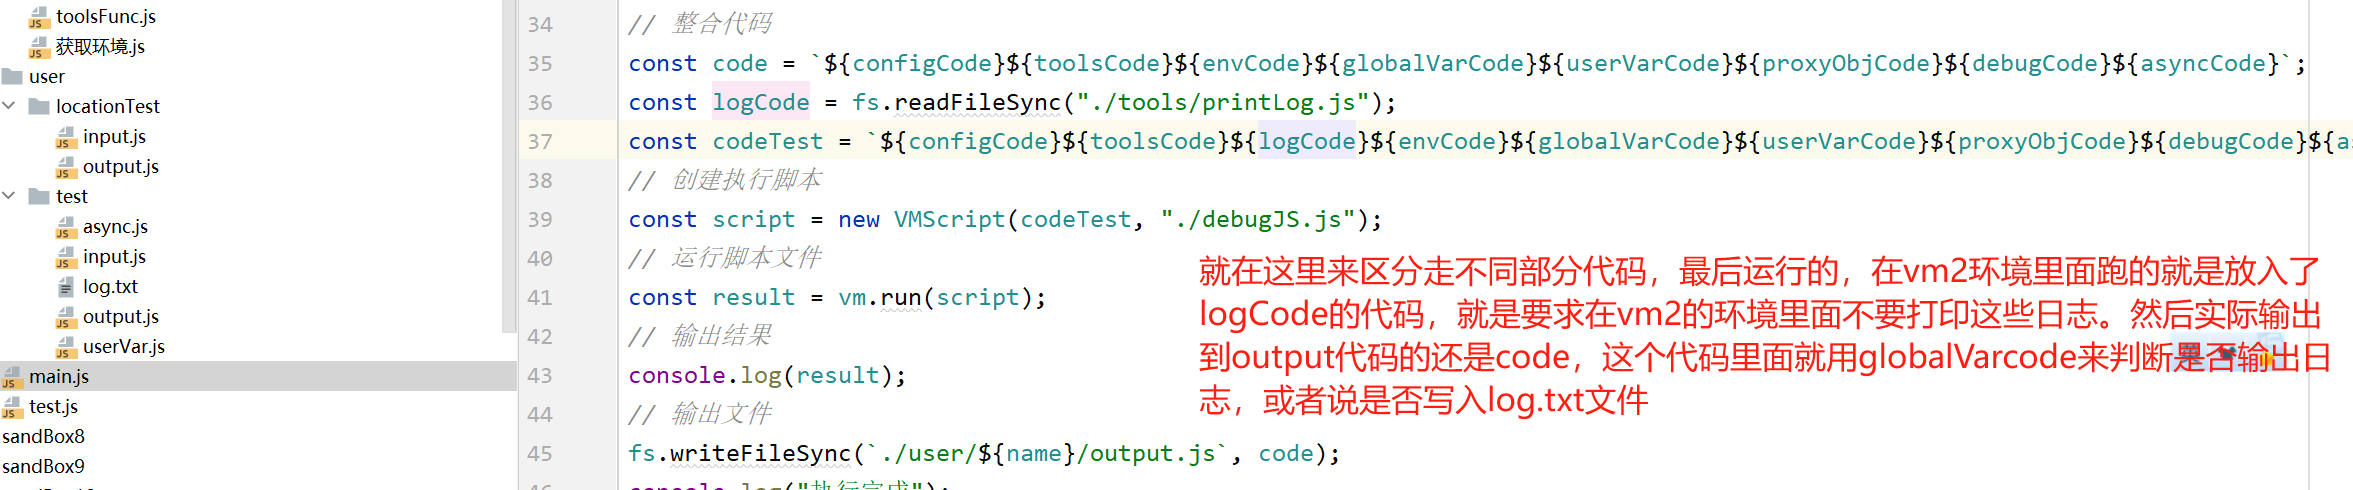 toolsFunc.js
获取环境.js
user
locationTest
input.js
output.js
test
async.js
input.js
log.txt
output.js
userVar.js
main.js
test.js
sandBox8
sandBox9
34 // 整合代码
35 const code = `${configCode}${toolsCode}${envCode}${globalVarCode}${userVarCode}${proxyObjCode}${debugCode}${asyncCode}`;
36 const logCode = fs.readFileSync("./tools/printLog.js");
37 const codeTest = `${configCode}${toolsCode}${logCode}${envCode}${globalVarCode}${userVarCode}${proxyObjCode}${debugCode}${as
38 // 创建执行脚本
39 const script = new VMScript(codeTest, "./debugJS.js");
40 // 运行脚本文件
41 const result = vm.run(script);
42 // 输出结果
43 console.log(result);
44 // 输出文件
45 fs.writeFileSync(`./user/${name}/output.js`, code);
46 console.log("执行完成");
就在这里来区分走不同部分代码，最后运行的，在vm2环境里面跑的就是放入了
logCode的代码，就是要求在vm2的环境里面不要打印这些日志。然后实际输出
到output代码的还是code，这个代码里面就用globalVarcode来判断是否输出日
志，或者说是否写入log.txt文件